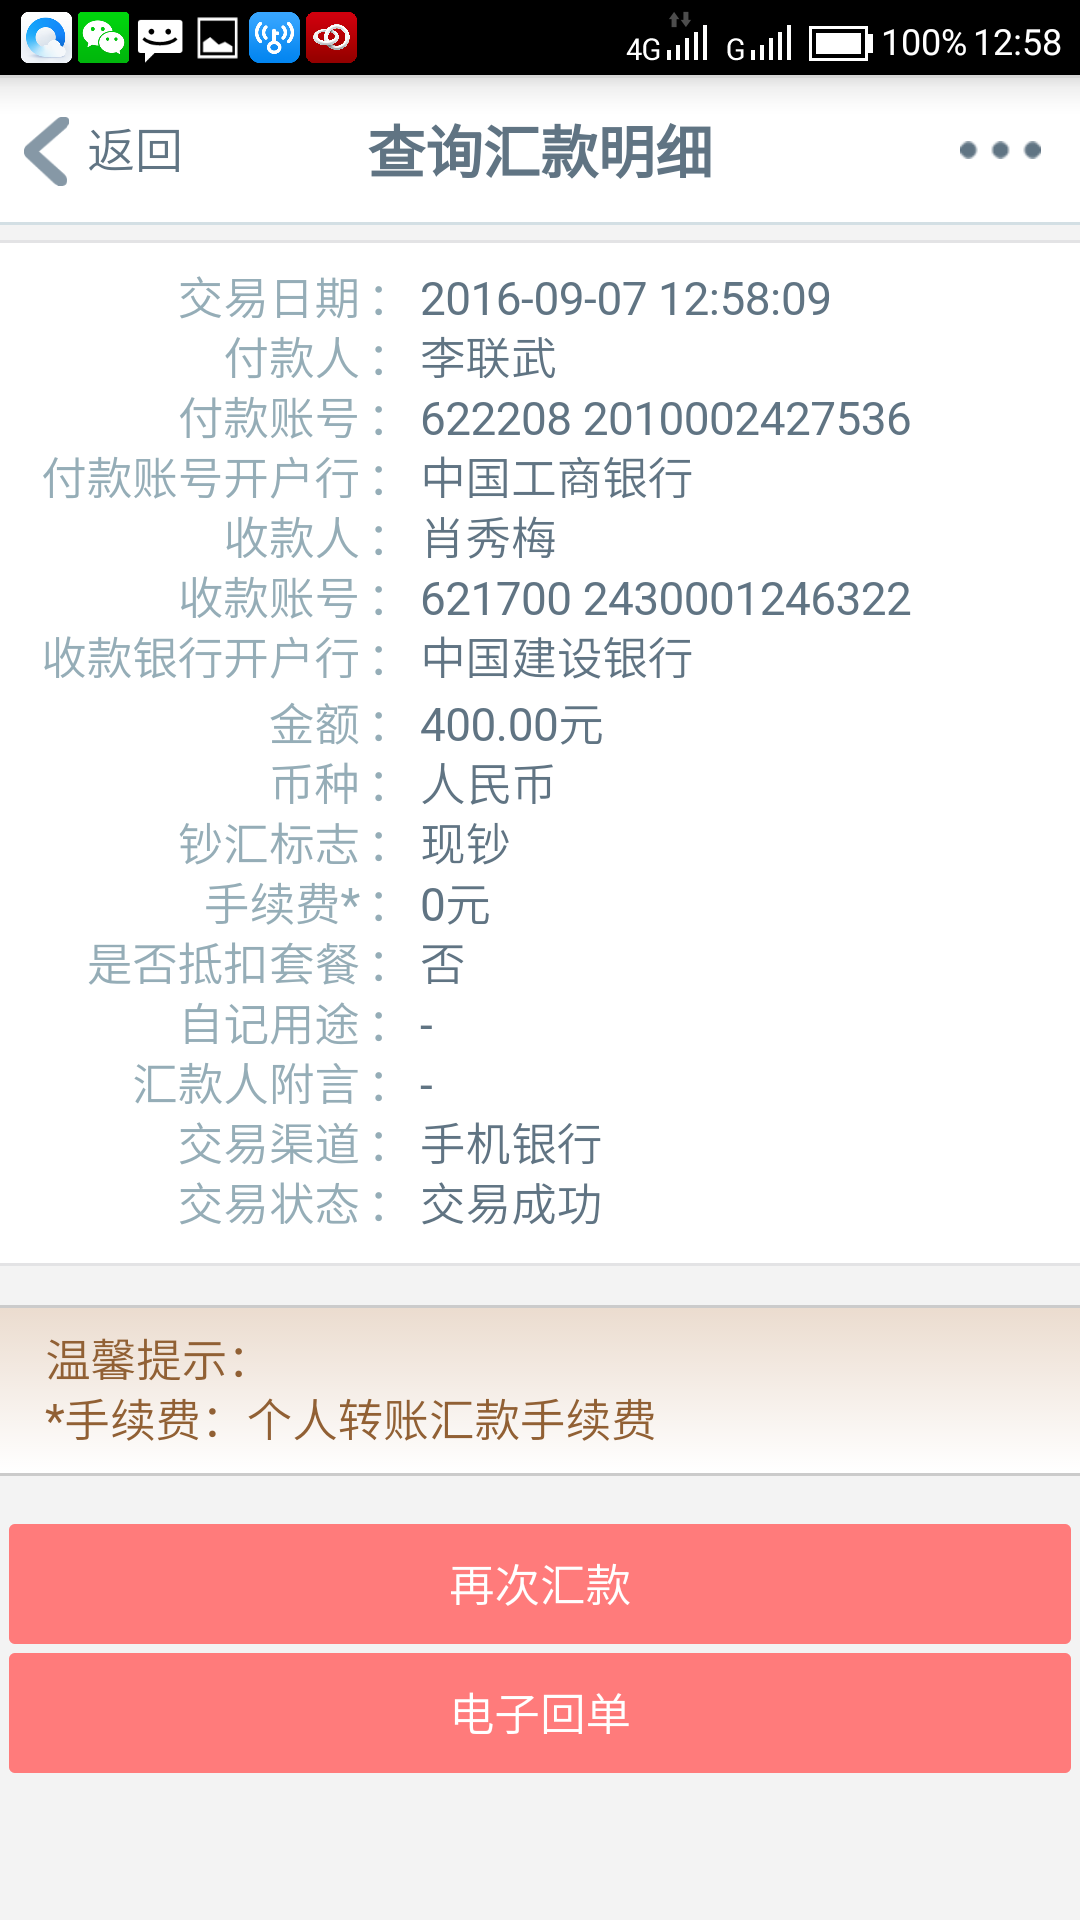 4G G 100% 12:58
返回 查询汇款明细
交易日期： 2016-09-07 12:58:09
付款人： 李联武
付款账号： 622208 2010002427536
付款账号开户行： 中国工商银行
收款人： 肖秀梅
收款账号： 621700 2430001246322
收款银行开户行： 中国建设银行
金额： 400.00元
币种： 人民币
钞汇标志： 现钞
手续费*： 0元
是否抵扣套餐： 否
自记用途： -
汇款人附言： -
交易渠道： 手机银行
交易状态： 交易成功
温馨提示：
*手续费：个人转账汇款手续费
再次汇款
电子回单